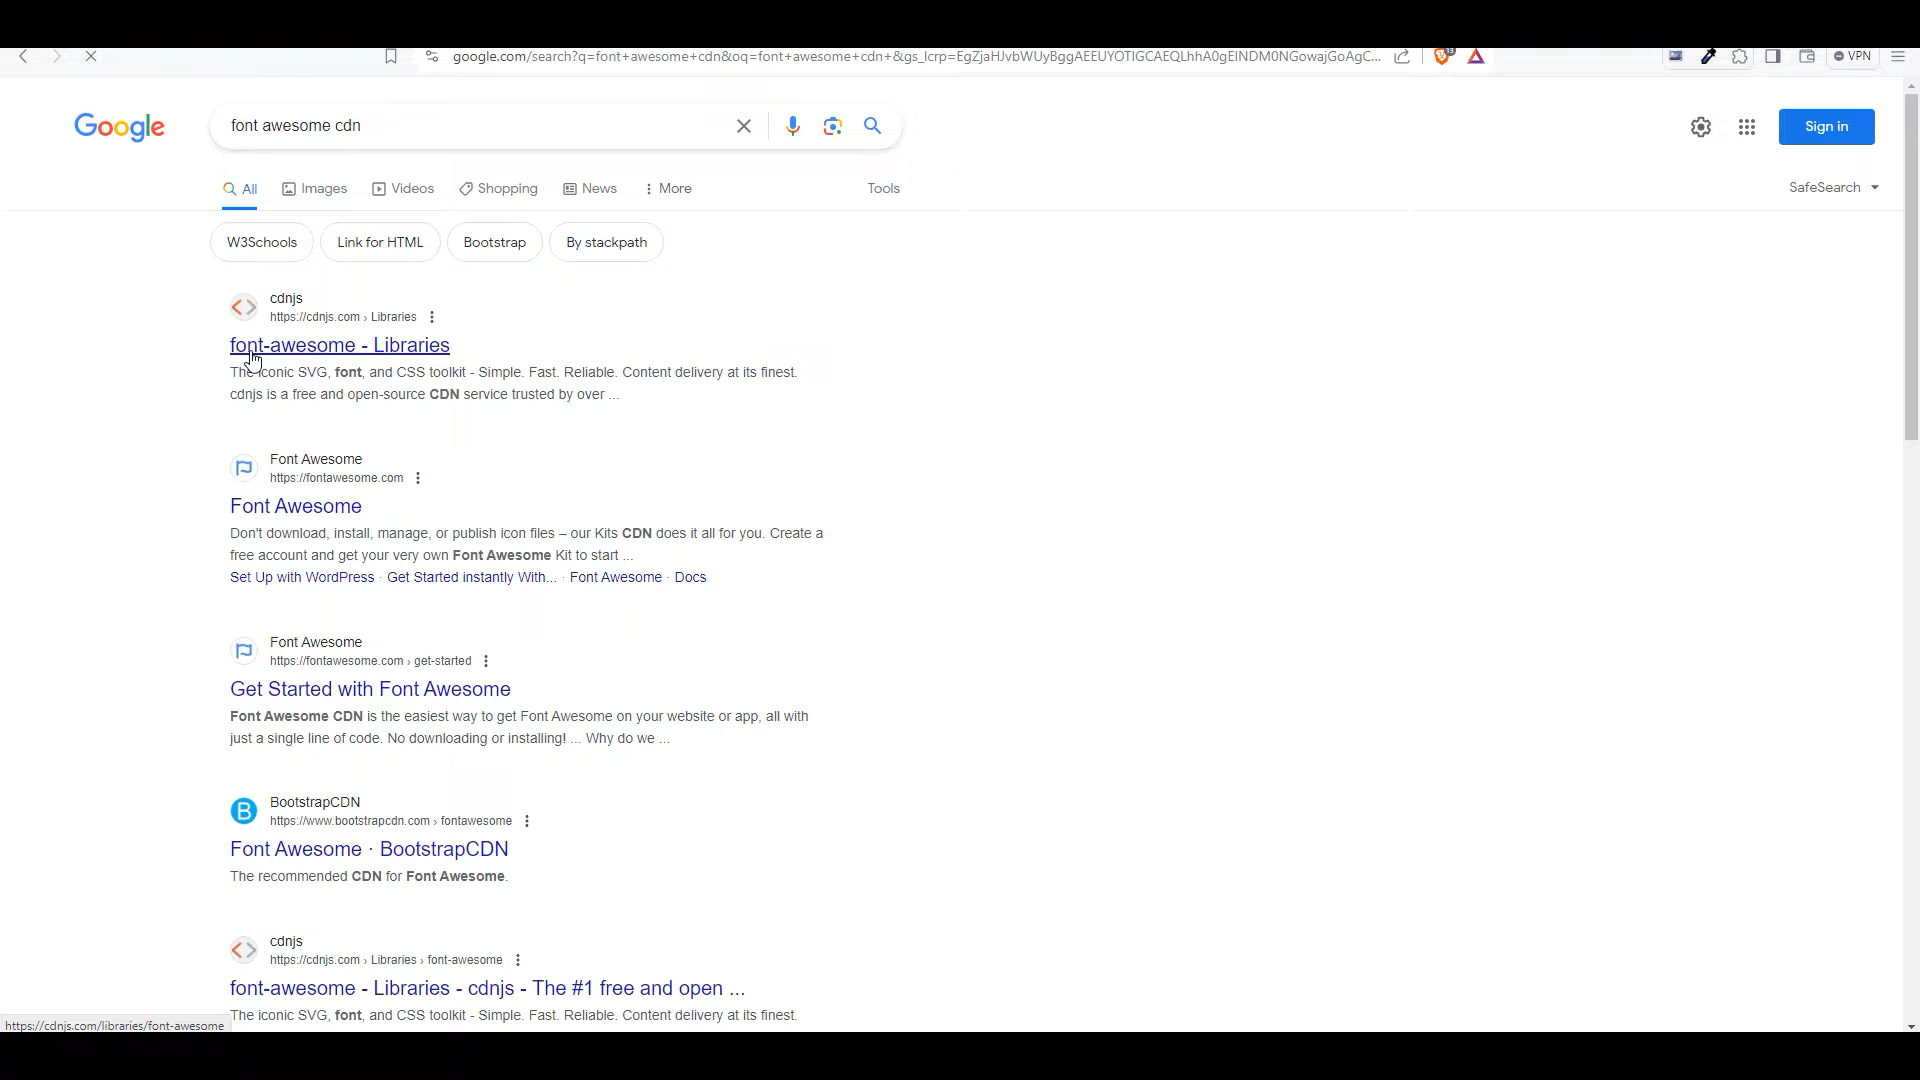 google.com/search?q=font+awesome+cdn&oq=font+awesome+cdn+&gs_lcrp=EgZjaHJvbWUyBggAEEUYOTIGCAEQLhhA0gEINDM0NGowajGoAgC...
VPN
Google
font awesome cdn
Sign in
All Images Videos Shopping News More Tools
SafeSearch
W3Schools Link for HTML Bootstrap By stackpath
cdnjs
https://cdnjs.com › Libraries
font-awesome - Libraries
The iconic SVG, font, and CSS toolkit - Simple. Fast. Reliable. Content delivery at its finest.
cdnjs is a free and open-source CDN service trusted by over ...
Font Awesome
https://fontawesome.com
Font Awesome
Don't download, install, manage, or publish icon files – our Kits CDN does it all for you. Create a
free account and get your very own Font Awesome Kit to start ...
Set Up with WordPress · Get Started instantly With... · Font Awesome · Docs
Font Awesome
https://fontawesome.com › get-started
Get Started with Font Awesome
Font Awesome CDN is the easiest way to get Font Awesome on your website or app, all with
just a single line of code. No downloading or installing! ... Why do we ...
BootstrapCDN
https://www.bootstrapcdn.com › fontawesome
Font Awesome · BootstrapCDN
The recommended CDN for Font Awesome.
cdnjs
https://cdnjs.com › Libraries › font-awesome
font-awesome - Libraries - cdnjs - The #1 free and open ...
The iconic SVG, font, and CSS toolkit - Simple. Fast. Reliable. Content delivery at its finest.
https://cdnjs.com/libraries/font-awesome